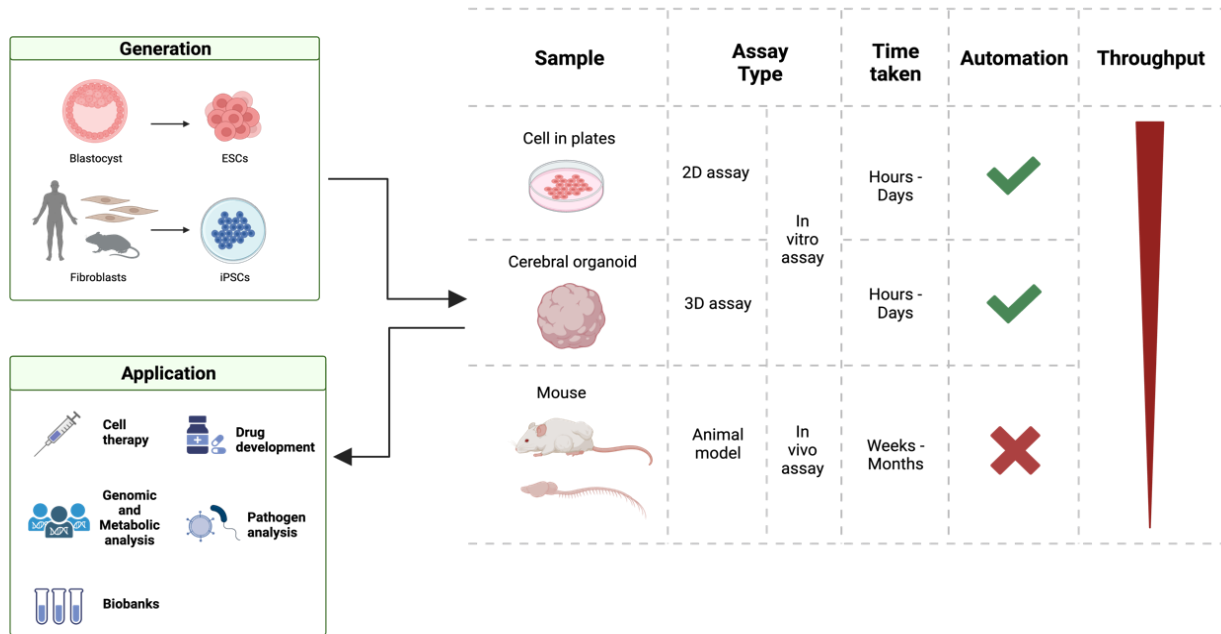 Generation
Blastocyst
ESCs
Fibroblasts
iPSCs
Application
Cell
therapy
Drug
development
Genomic
and
Metabolic
analysis
Pathogen
analysis
Biobanks
Sample
Assay
Type
Time
taken
Automation
Throughput
Cell in plates
2D assay
Hours -
Days
In
vitro
assay
Cerebral organoid
3D assay
Hours -
Days
Mouse
Animal
model
In
vivo
assay
Weeks -
Months